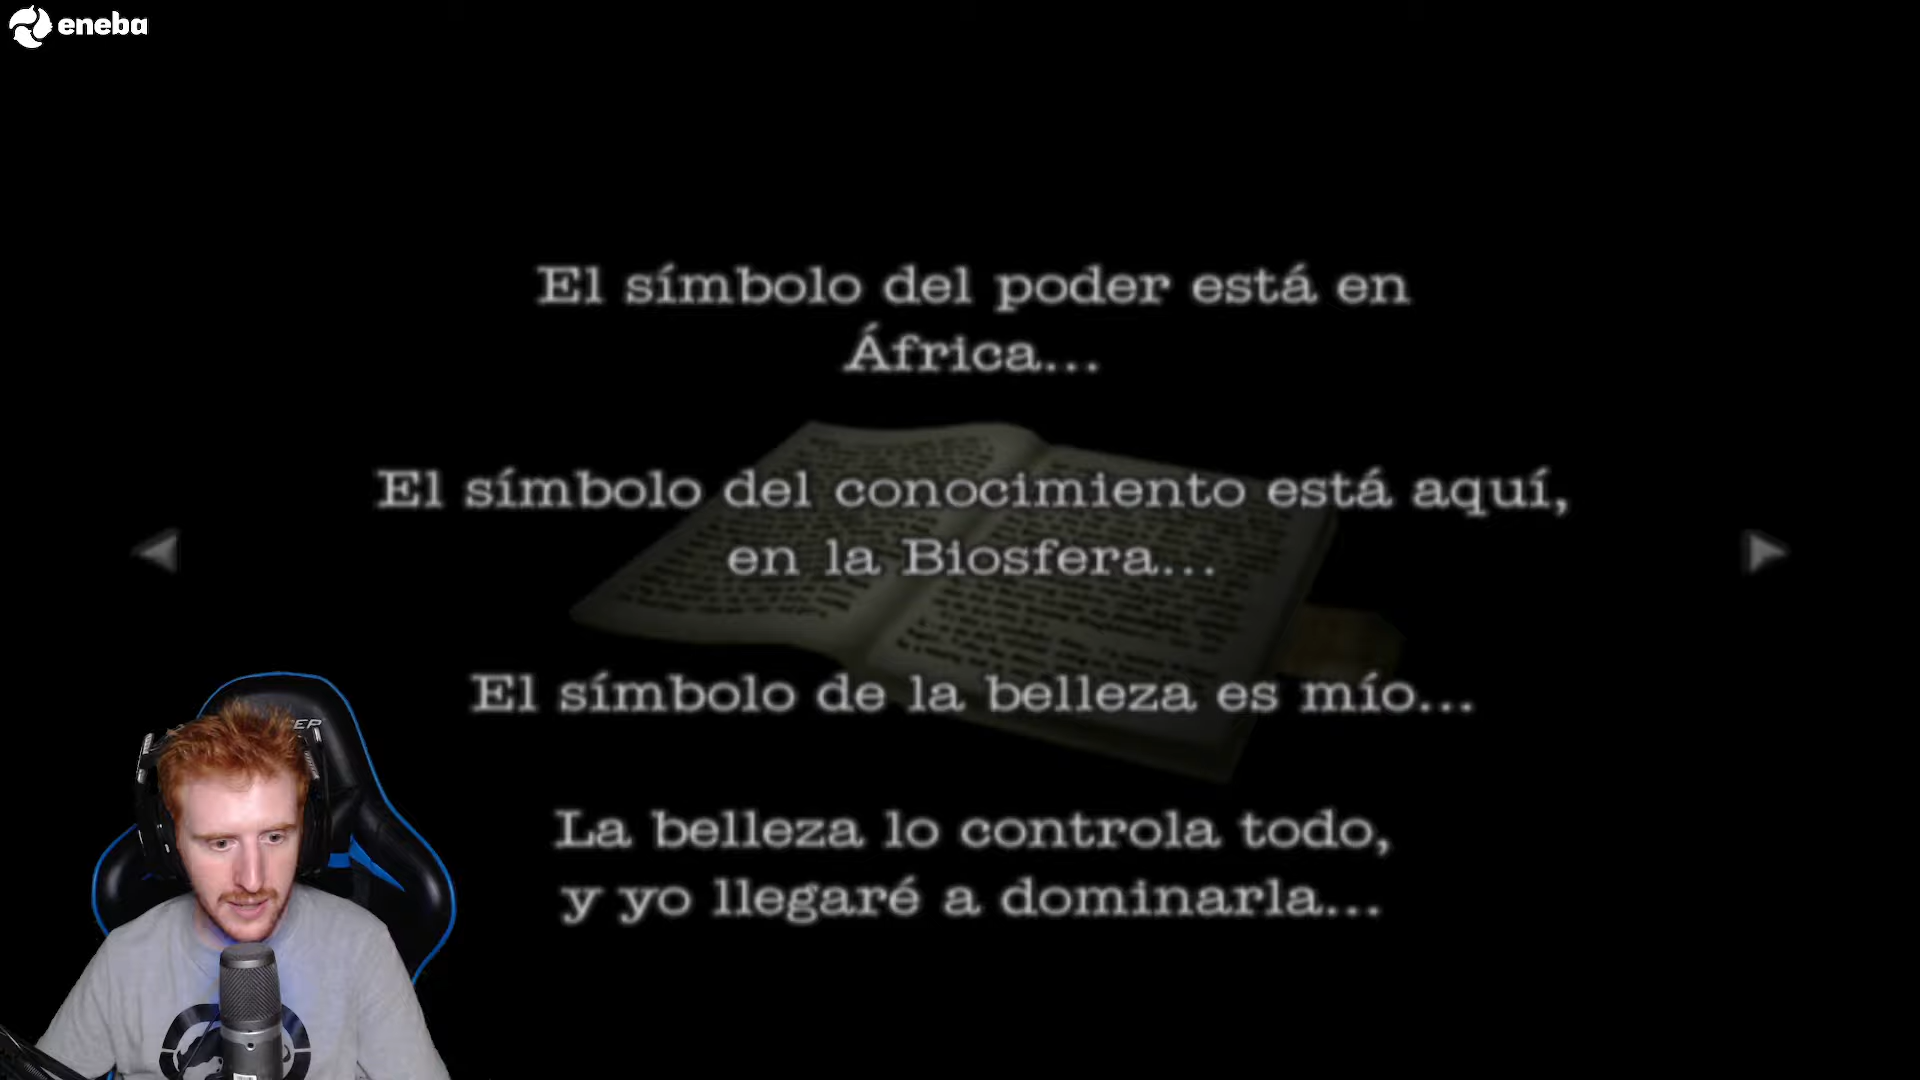 eneba
El símbolo del poder está en
África...
El símbolo del conocimiento está aquí,
en la Biosfera...
El símbolo de la belleza es mío...
La belleza lo controla todo,
y yo llegaré a dominarla...